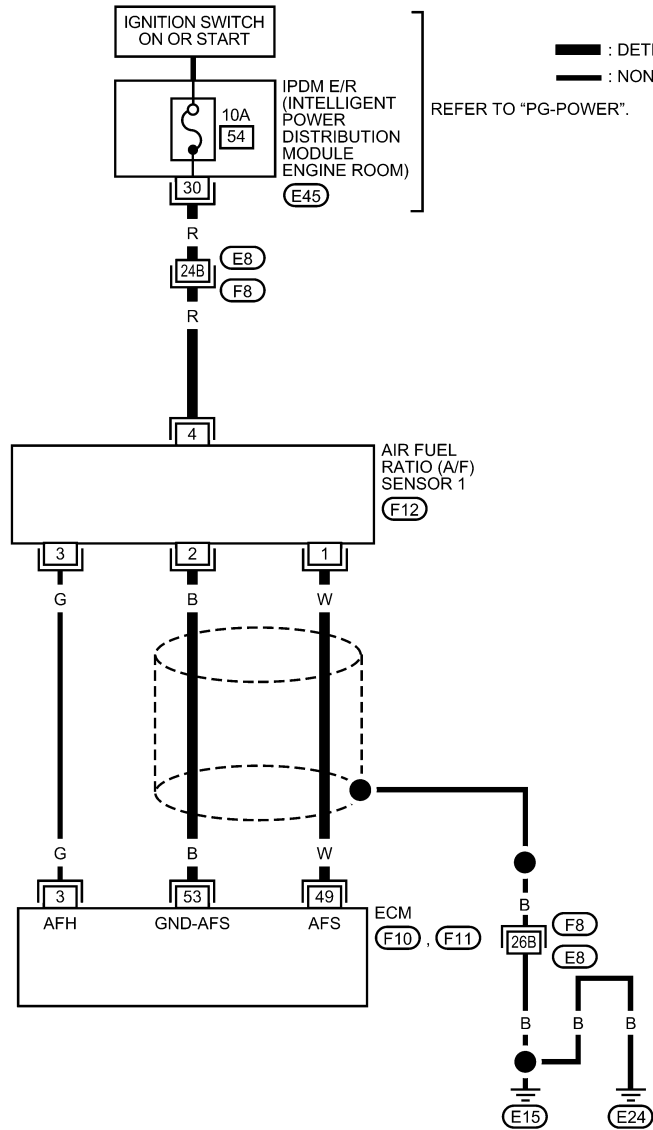 IGNITION SWITCH
ON OR START
: DET
: NON
IPDM E/R
(INTELLIGENT
POWER
DISTRIBUTION
MODULE
ENGINE ROOM)
10A
54
REFER TO “PG-POWER”.
30
E45
R
24B
E8
F8
R
4
AIR FUEL
RATIO (A/F)
SENSOR 1
F12
3 2 1
G B W
G B W
3 53 49
AFH GND-AFS AFS
ECM
F10 , F11
B
26B
F8
E8
B B B
E15 E24